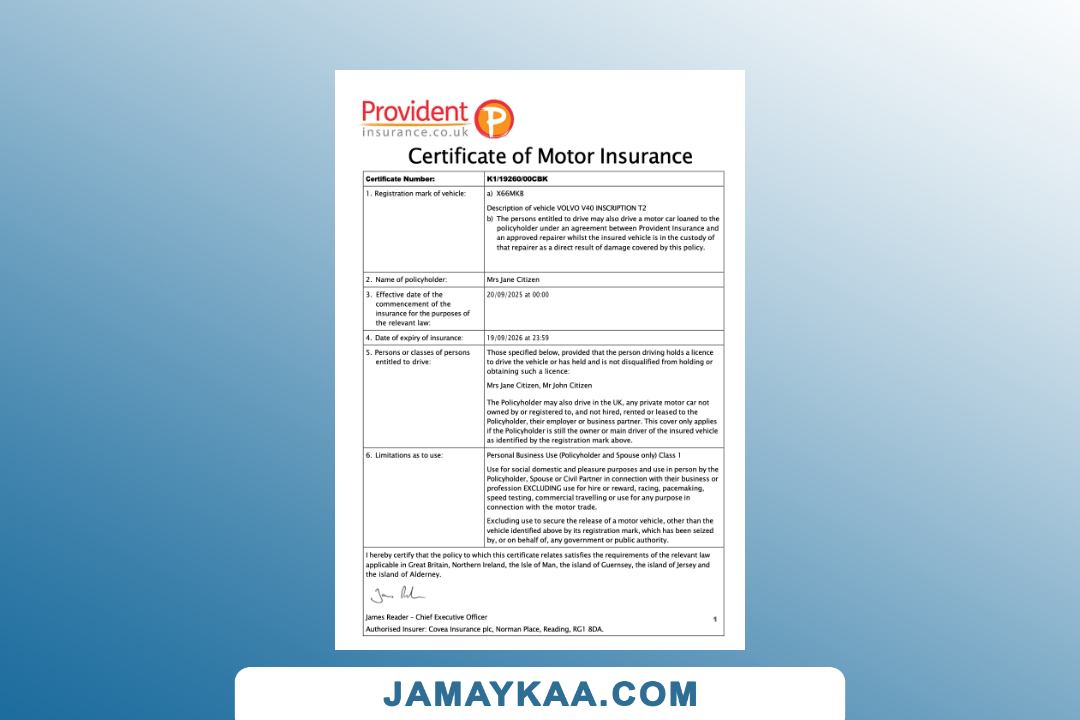 Provident
insurance.co.uk
P
Certificate of Motor Insurance
Certificate Number: K1/19260/00CBK
1. Registration mark of vehicle: a) X66MKB
Description of vehicle VOLVO V40 INSCRIPTION T2
b) The persons entitled to drive may also drive a motor car loaned to the
policyholder under an agreement between Provident Insurance and
an approved repairer whilst the insured vehicle is in the custody of
that repairer as a direct result of damage covered by this policy.
2. Name of policyholder: Mrs Jane Citizen
3. Effective date of the
commencement of the
insurance for the purposes of
the relevant law:
20/09/2025 at 00:00
4. Date of expiry of insurance: 19/09/2026 at 23:59
5. Persons or classes of persons
entitled to drive:
Those specified below, provided that the person driving holds a licence
to drive the vehicle or has held and is not disqualified from holding or
obtaining such a licence:
Mrs Jane Citizen, Mr John Citizen
The Policyholder may also drive in the UK, any private motor car not
owned by or registered to, and not hired, rented or leased to the
Policyholder, their employer or business partner. This cover only applies
if the Policyholder is still the owner or main driver of the insured vehicle
as identified by the registration mark above.
6. Limitations as to use: Personal Business Use (Policyholder and Spouse only) Class 1
Use for social domestic and pleasure purposes and use in person by the
Policyholder, Spouse or Civil Partner in connection with their business or
profession EXCLUDING use for hire or reward, racing, pacemaking,
speed testing, commercial travelling or use for any purpose in
connection with the motor trade.
Excluding use to secure the release of a motor vehicle, other than the
vehicle identified above by its registration mark, which has been seized
by, or on behalf of, any government or public authority.
I hereby certify that the policy to which this certificate relates satisfies the requirements of the relevant law
applicable in Great Britain, Northern Ireland, the Isle of Man, the island of Guernsey, the island of Jersey and
the island of Alderney.
James Reader – Chief Executive Officer
1
Authorised Insurer: Covea Insurance plc, Norman Place, Reading, RG1 8DA.
JAMAYKAA.COM